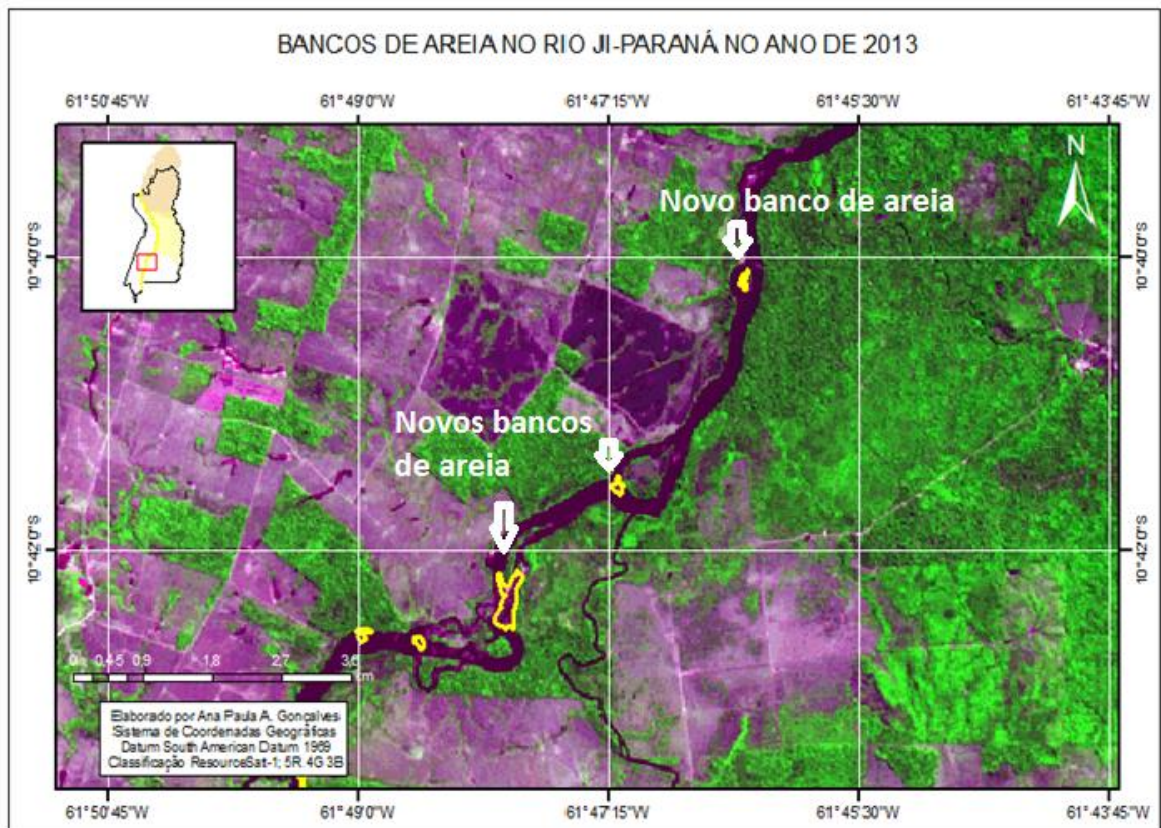 BANCOS DE AREIA NO RIO JI-PARANÁ NO ANO DE 2013
61°50'45"W 61°49'0"W 61°47'15"W 61°45'30"W 61°43'45"W
N
Novo banco de areia
10°40'0"S 10°40'0"S
Novos bancos
de areia
10°42'0"S 10°42'0"S
0 0.45 0.9 1.8 2.7 3.6
km
Elaborado por Ana Paula A. Gonçalves
Sistema de Coordenadas Geográficas
Datum South American Datum 1969
Classificação ResourceSat-1; 5R 4G 3B
61°50'45"W 61°49'0"W 61°47'15"W 61°45'30"W 61°43'45"W